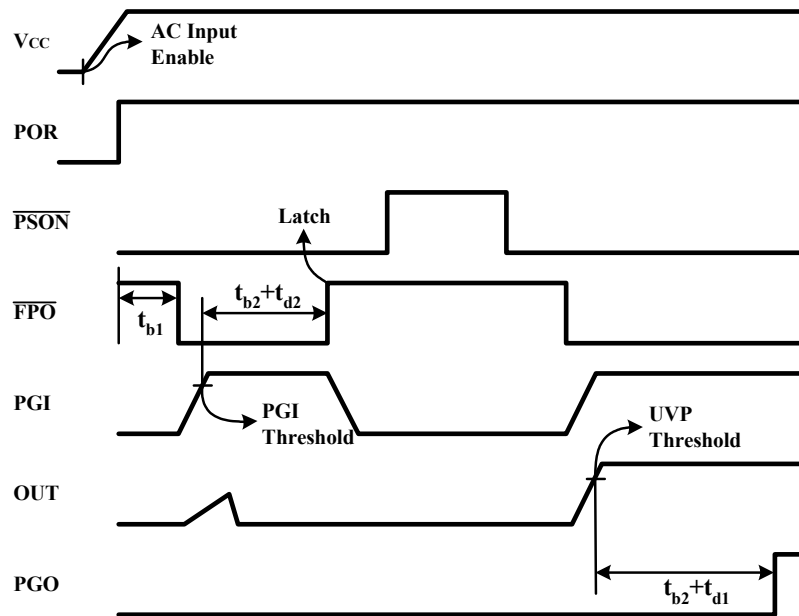 VCC
AC Input
Enable
POR
PSON
Latch
FPO
tb1
tb2+td2
PGI
PGI
Threshold
UVP
Threshold
OUT
PGO
tb2+td1